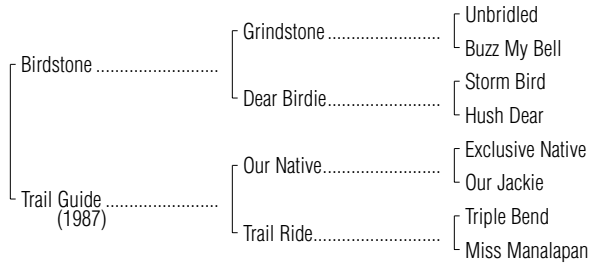 Unbridled
Grindstone ........................
Buzz My Bell
Birdstone ..........................
Storm Bird
Dear Birdie........................
Hush Dear
Exclusive Native
Our Native........................
Our Jackie
Trail Guide ........................
(1987)
Triple Bend
Trail Ride...........................
Miss Manalapan